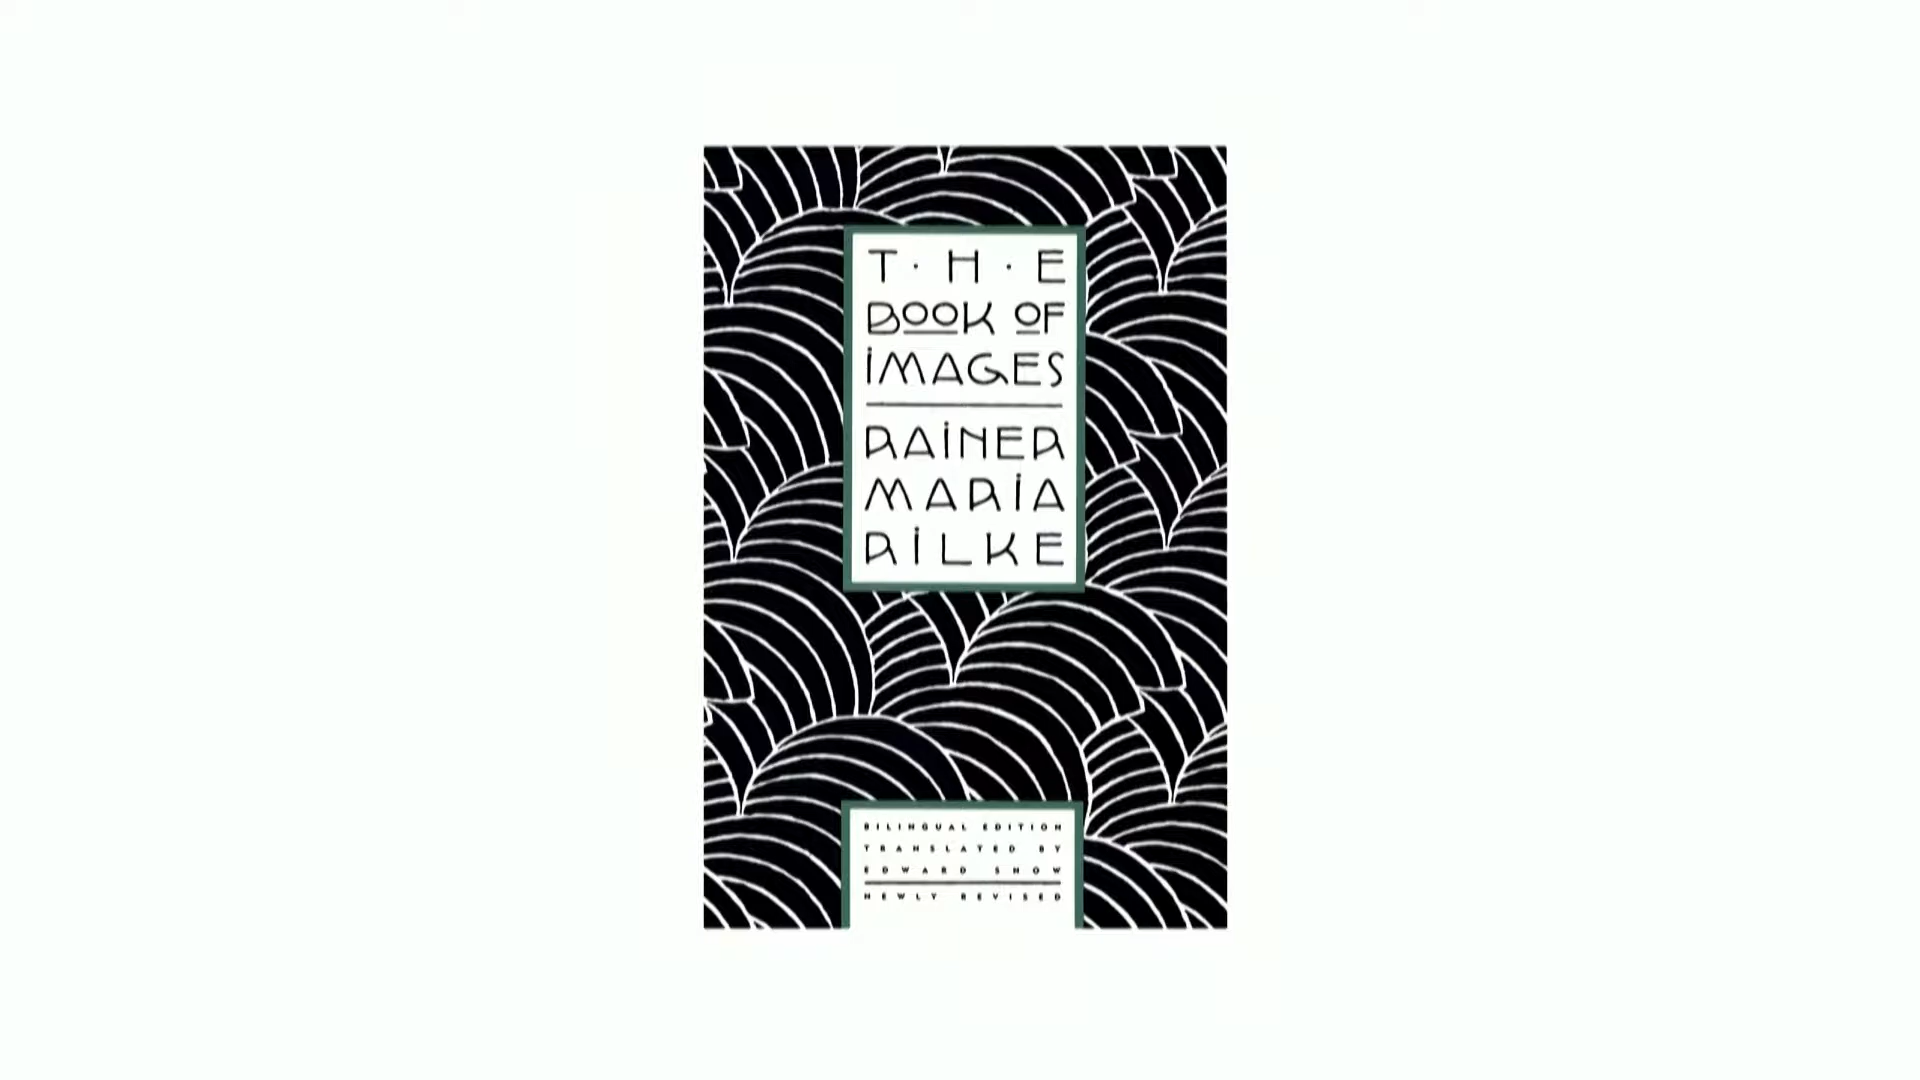 T·H·E
BOOK OF
IMAGES
RAINER
MARIA
RILKE
BILINGUAL EDITION
TRANSLATED BY
EDWARD SNOW
NEWLY REVISED